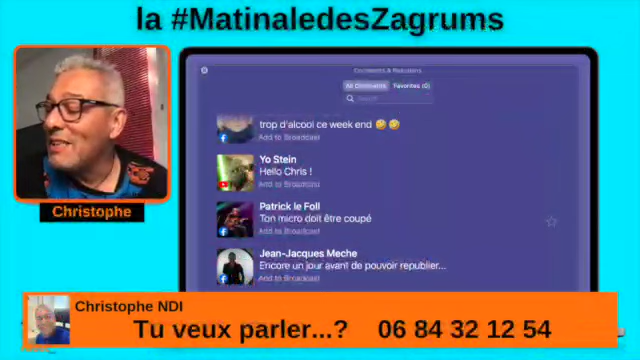 la #MatinaledesZagrums
Comments & Reactions
All Comments
Favorites (0)
Search
trop d'alcool ce week end 🤣🤣
Add to Broadcast
Yo Stein
Hello Chris !
Add to Broadcast
Patrick le Foll
Ton micro doit être coupé
Add to Broadcast
Jean-Jacques Meche
Encore un jour avant de pouvoir republier...
Add to Broadcast
Christophe
Christophe NDI
Tu veux parler...? 06 84 32 12 54